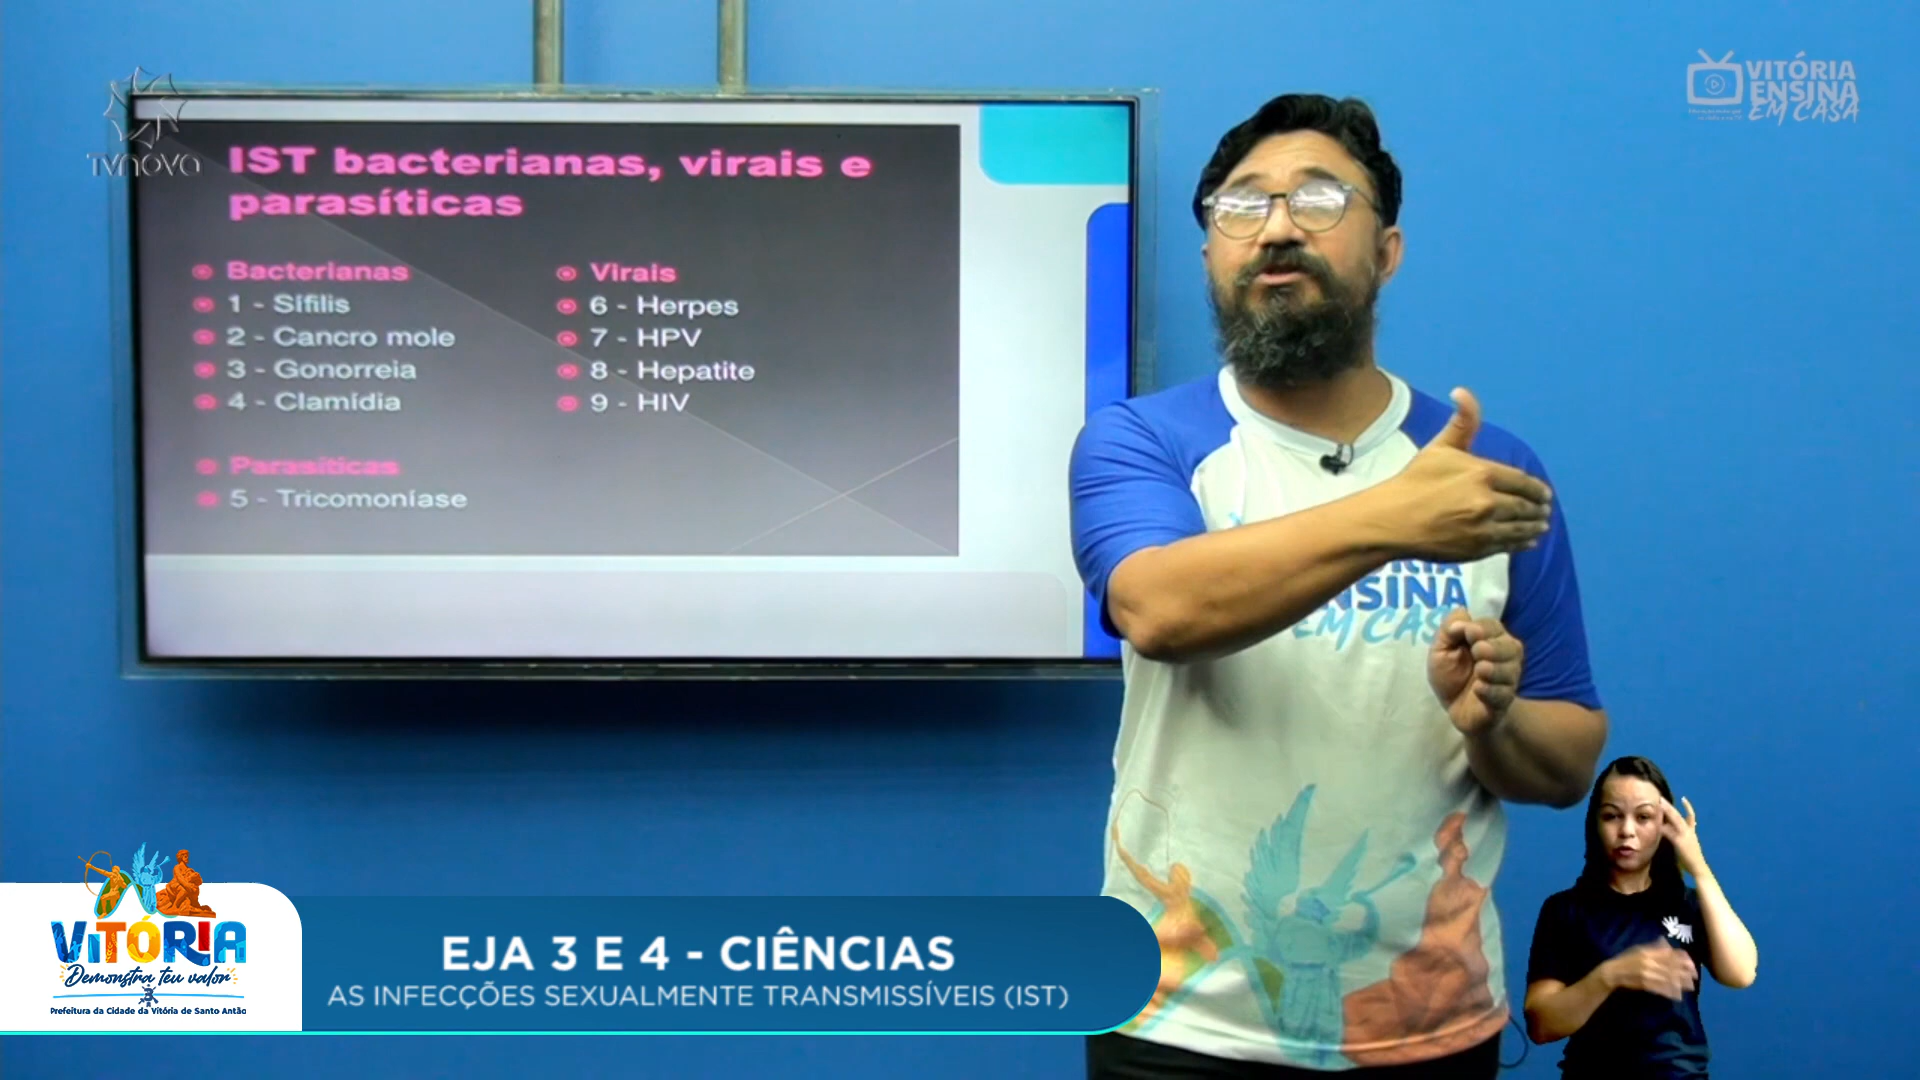 TVNOVA
VITÓRIA
ENSINA
EM CASA
IST bacterianas, virais e
parasíticas
Bacterianas
1 - Sífilis
2 - Cancro mole
3 - Gonorreia
4 - Clamídia
Parasíticas
5 - Tricomoníase
Virais
6 - Herpes
7 - HPV
8 - Hepatite
9 - HIV
ENSINA
EM CAS
VITÓRIA
Demonstra teu valor
Prefeitura da Cidade da Vitória de Santo Antão
EJA 3 E 4 - CIÊNCIAS
AS INFECÇÕES SEXUALMENTE TRANSMISSÍVEIS (IST)